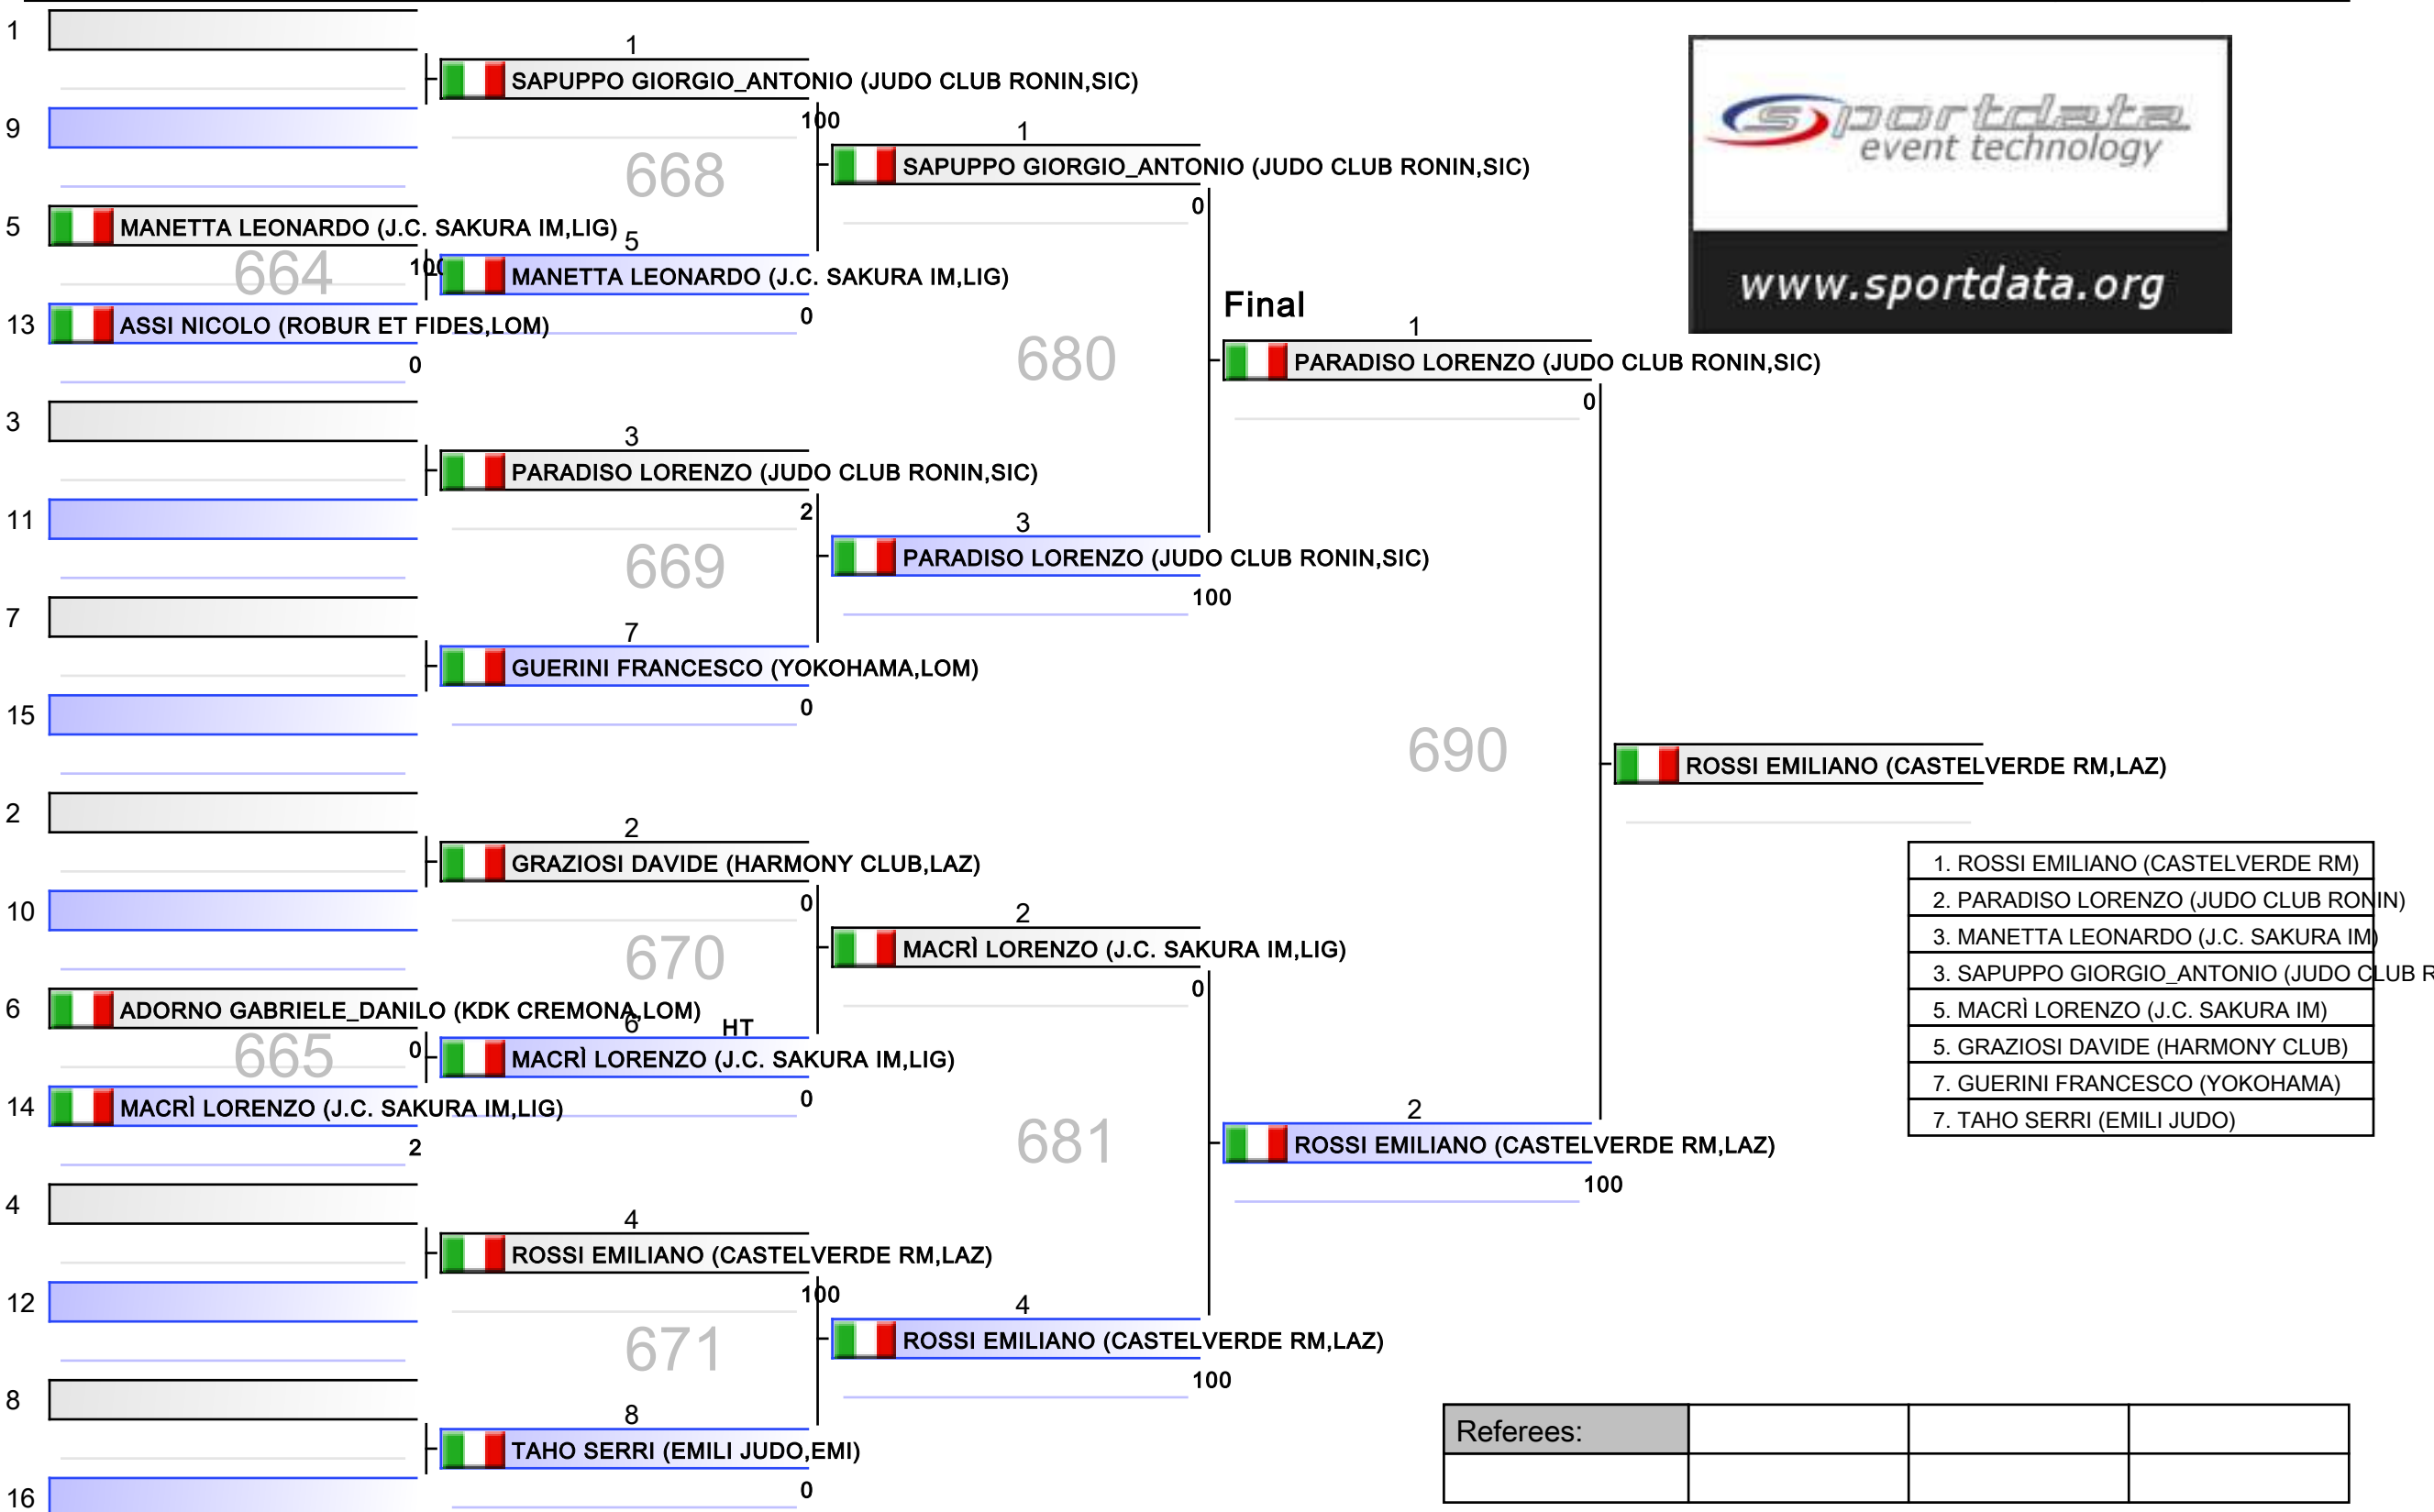 1
1
SAPUPPO GIORGIO_ANTONIO (JUDO CLUB RONIN,SIC)
100
9
668
1
SAPUPPO GIORGIO_ANTONIO (JUDO CLUB RONIN,SIC)
0
sportdata
event technology
www.sportdata.org
5
MANETTA LEONARDO (J.C. SAKURA IM,LIG)
100
664
5
MANETTA LEONARDO (J.C. SAKURA IM,LIG)
0
13
ASSI NICOLO (ROBUR ET FIDES,LOM)
0
680
Final
1
PARADISO LORENZO (JUDO CLUB RONIN,SIC)
0
3
3
PARADISO LORENZO (JUDO CLUB RONIN,SIC)
2
11
669
3
PARADISO LORENZO (JUDO CLUB RONIN,SIC)
100
7
7
GUERINI FRANCESCO (YOKOHAMA,LOM)
0
15
690
ROSSI EMILIANO (CASTELVERDE RM,LAZ)
2
2
GRAZIOSI DAVIDE (HARMONY CLUB,LAZ)
0
10
670
2
MACRÌ LORENZO (J.C. SAKURA IM,LIG)
0
1. ROSSI EMILIANO (CASTELVERDE RM)
2. PARADISO LORENZO (JUDO CLUB RONIN)
3. MANETTA LEONARDO (J.C. SAKURA IM)
3. SAPUPPO GIORGIO_ANTONIO (JUDO CLUB R
5. MACRÌ LORENZO (J.C. SAKURA IM)
5. GRAZIOSI DAVIDE (HARMONY CLUB)
7. GUERINI FRANCESCO (YOKOHAMA)
7. TAHO SERRI (EMILI JUDO)
6
ADORNO GABRIELE_DANILO (KDK CREMONA,LOM)
0
665
6
HT
MACRÌ LORENZO (J.C. SAKURA IM,LIG)
0
14
MACRÌ LORENZO (J.C. SAKURA IM,LIG)
2
681
2
ROSSI EMILIANO (CASTELVERDE RM,LAZ)
100
4
4
ROSSI EMILIANO (CASTELVERDE RM,LAZ)
100
12
671
4
ROSSI EMILIANO (CASTELVERDE RM,LAZ)
100
8
8
TAHO SERRI (EMILI JUDO,EMI)
0
16
Referees: